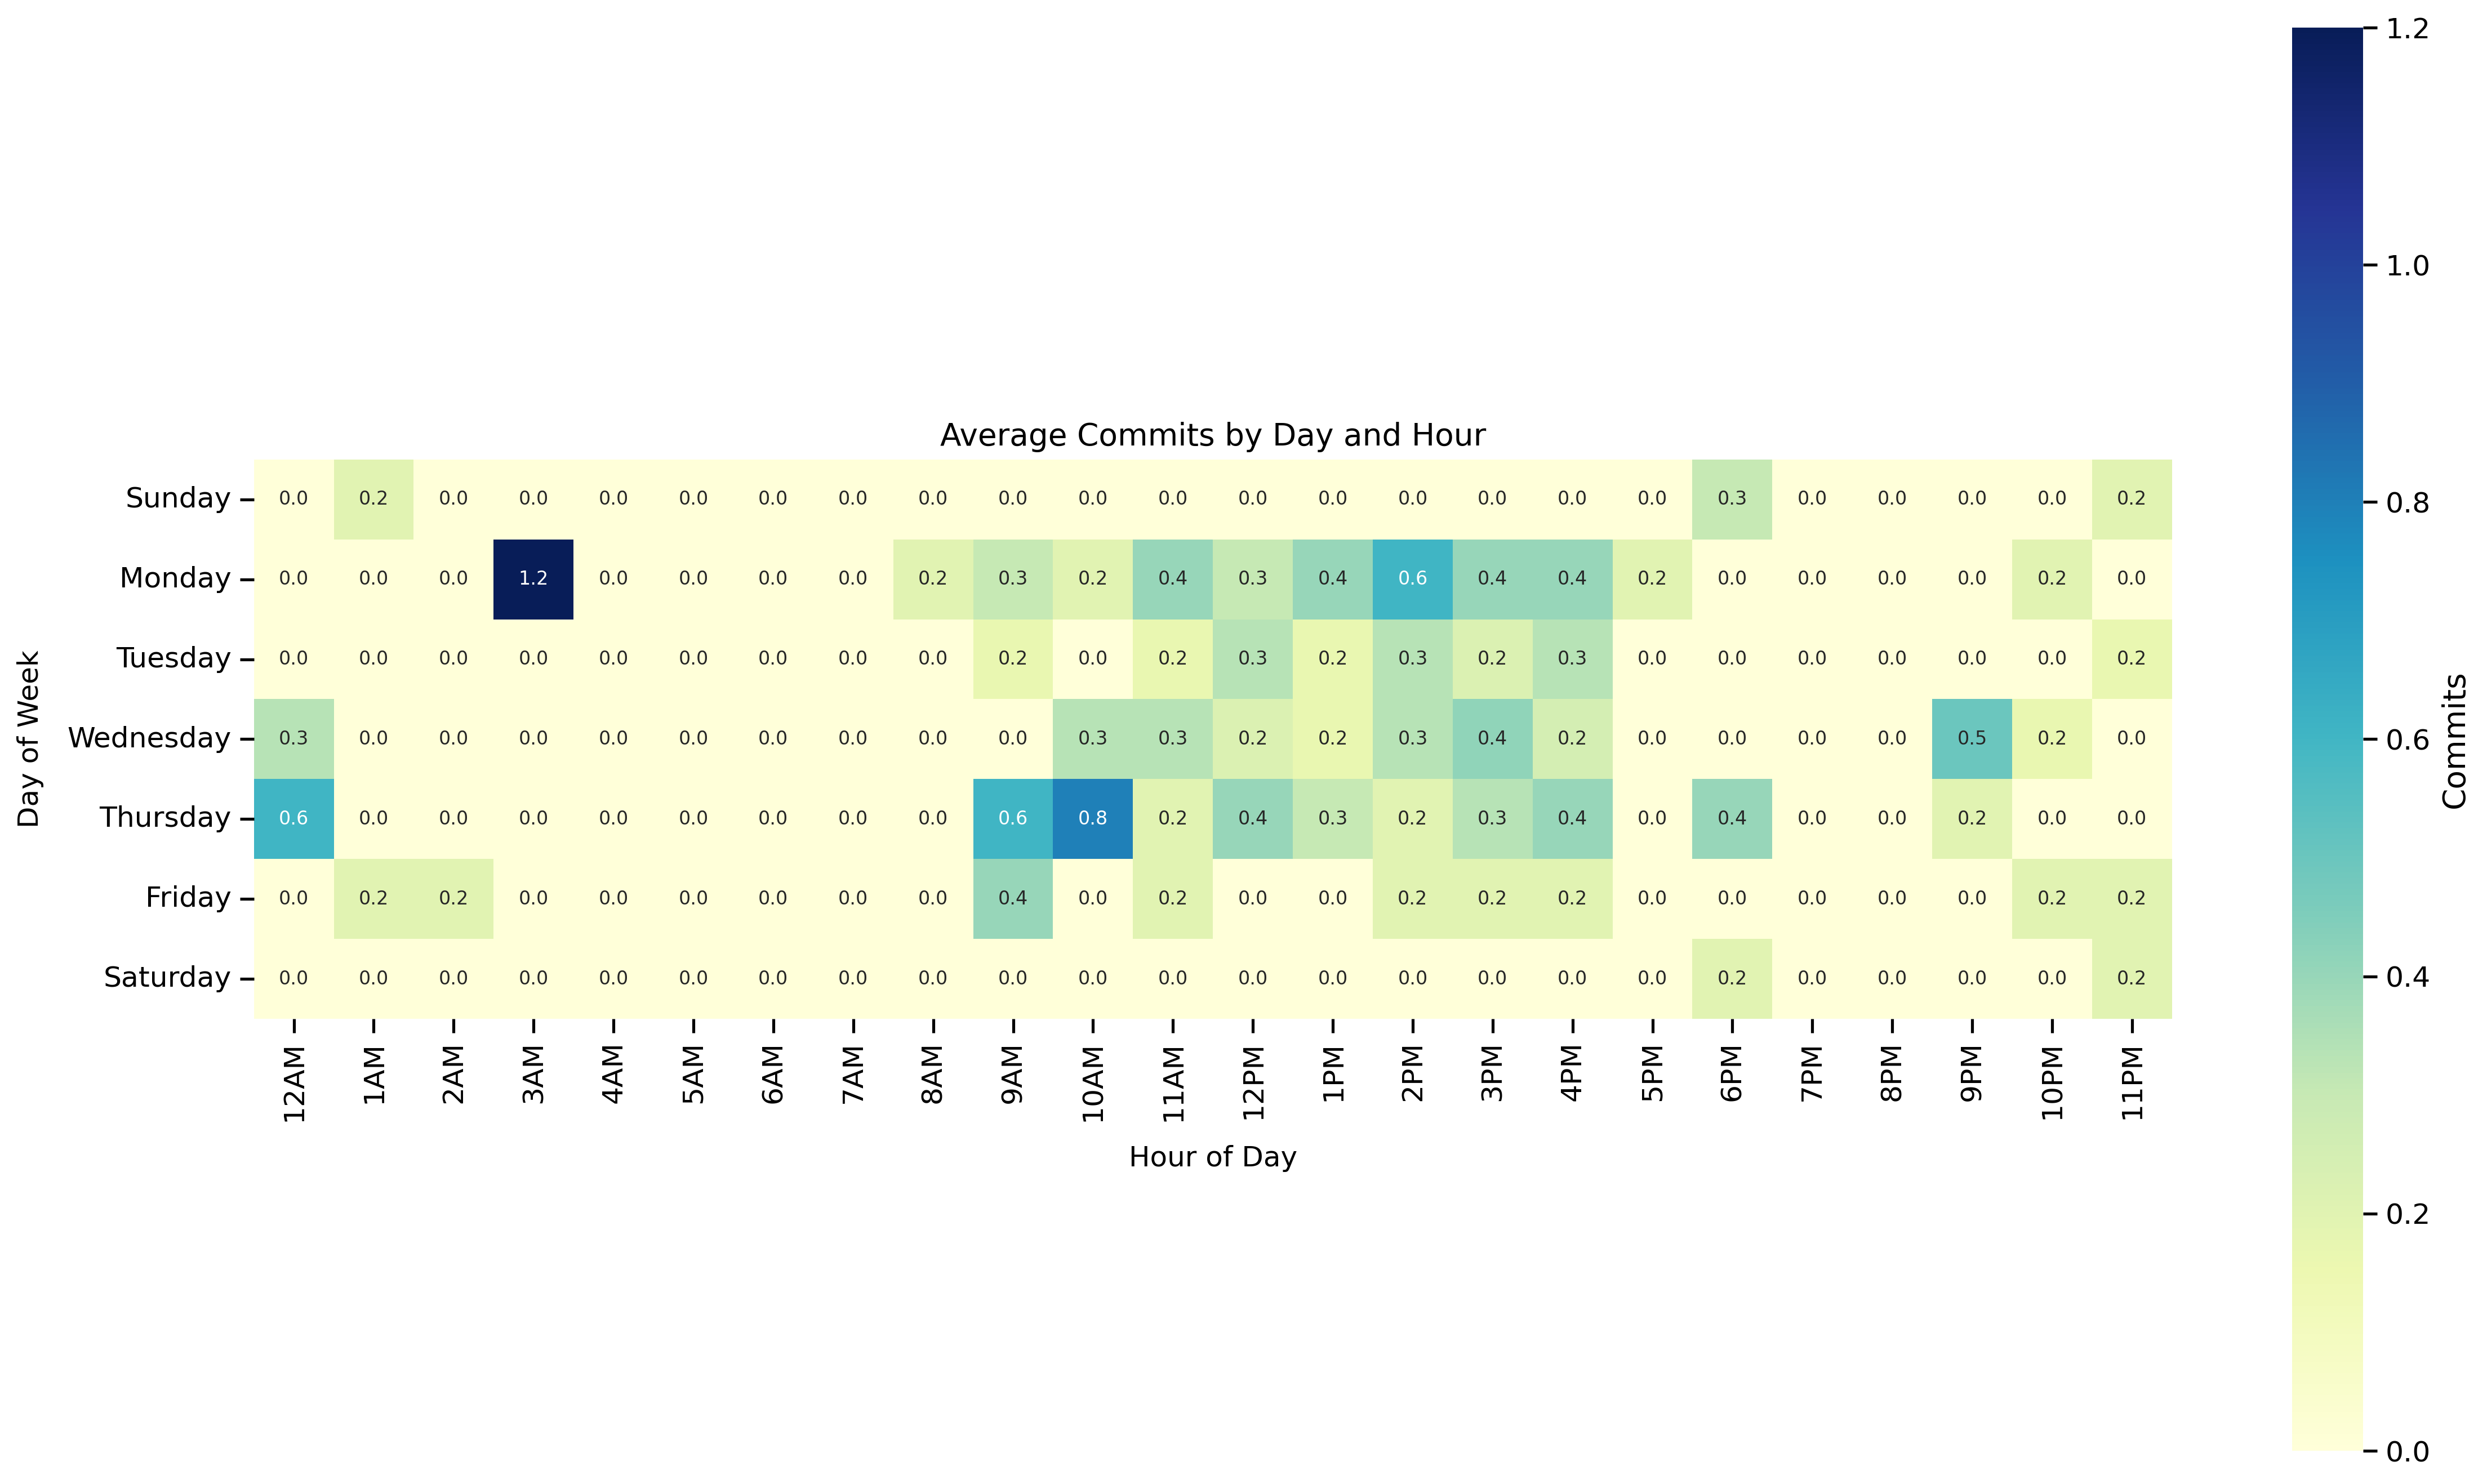 Average Commits by Day and Hour
Day of Week
Sunday 0.0 0.2 0.0 0.0 0.0 0.0 0.0 0.0 0.0 0.0 0.0 0.0 0.0 0.0 0.0 0.0 0.0 0.0 0.3 0.0 0.0 0.0 0.0 0.2
Monday 0.0 0.0 0.0 1.2 0.0 0.0 0.0 0.0 0.2 0.3 0.2 0.4 0.3 0.4 0.6 0.4 0.4 0.2 0.0 0.0 0.0 0.0 0.2 0.0
Tuesday 0.0 0.0 0.0 0.0 0.0 0.0 0.0 0.0 0.0 0.2 0.0 0.2 0.3 0.2 0.3 0.2 0.3 0.0 0.0 0.0 0.0 0.0 0.0 0.2
Wednesday 0.3 0.0 0.0 0.0 0.0 0.0 0.0 0.0 0.0 0.0 0.3 0.3 0.2 0.2 0.3 0.4 0.2 0.0 0.0 0.0 0.0 0.5 0.2 0.0
Thursday 0.6 0.0 0.0 0.0 0.0 0.0 0.0 0.0 0.0 0.6 0.8 0.2 0.4 0.3 0.2 0.3 0.4 0.0 0.4 0.0 0.0 0.2 0.0 0.0
Friday 0.0 0.2 0.2 0.0 0.0 0.0 0.0 0.0 0.0 0.4 0.0 0.2 0.0 0.0 0.2 0.2 0.2 0.0 0.0 0.0 0.0 0.0 0.2 0.2
Saturday 0.0 0.0 0.0 0.0 0.0 0.0 0.0 0.0 0.0 0.0 0.0 0.0 0.0 0.0 0.0 0.0 0.0 0.0 0.2 0.0 0.0 0.0 0.0 0.2
12AM 1AM 2AM 3AM 4AM 5AM 6AM 7AM 8AM 9AM 10AM 11AM 12PM 1PM 2PM 3PM 4PM 5PM 6PM 7PM 8PM 9PM 10PM 11PM
Hour of Day
1.2
1.0
0.8
0.6
0.4
0.2
0.0
Commits